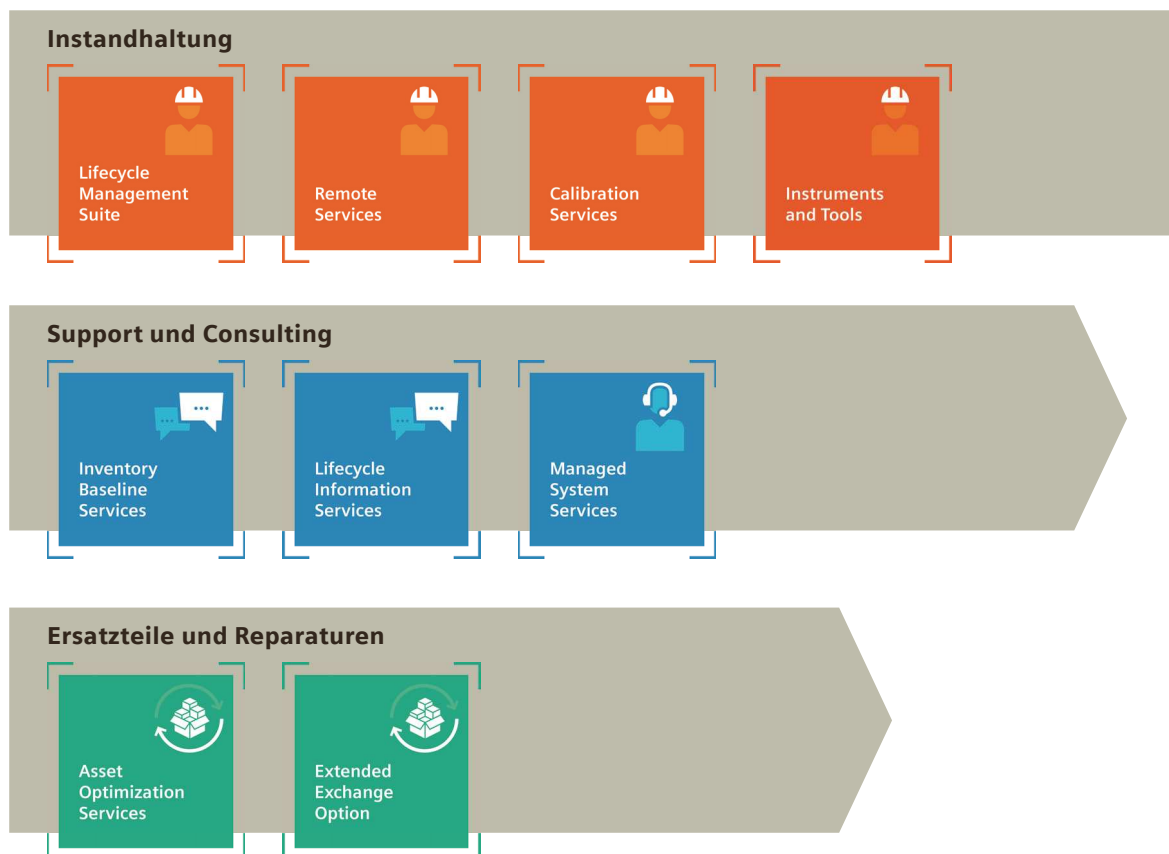 Instandhaltung
Lifecycle
Management
Suite
Remote
Services
Calibration
Services
Instruments
and Tools
Support und Consulting
Inventory
Baseline
Services
Lifecycle
Information
Services
Managed
System
Services
Ersatzteile und Reparaturen
Asset
Optimization
Services
Extended
Exchange
Option